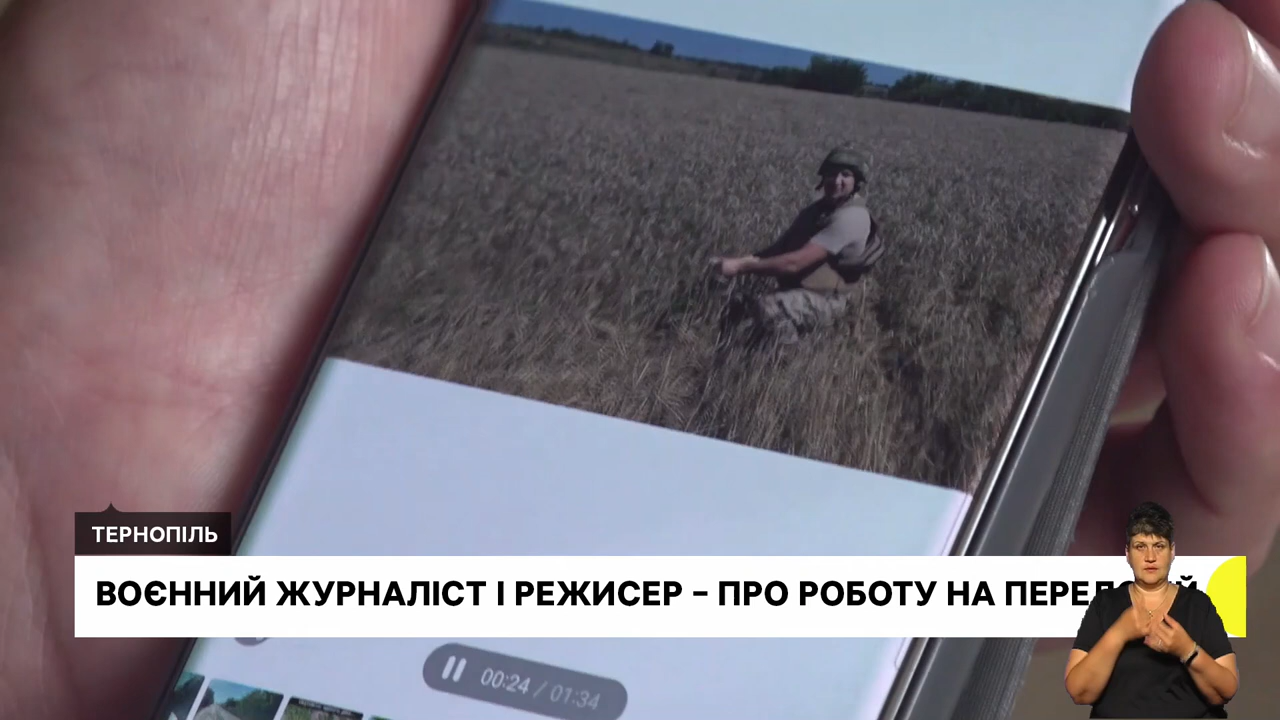 ТЕРНОПІЛЬ
ВОЄННИЙ ЖУРНАЛІСТ І РЕЖИСЕР – ПРО РОБОТУ НА
00:24 / 01:34